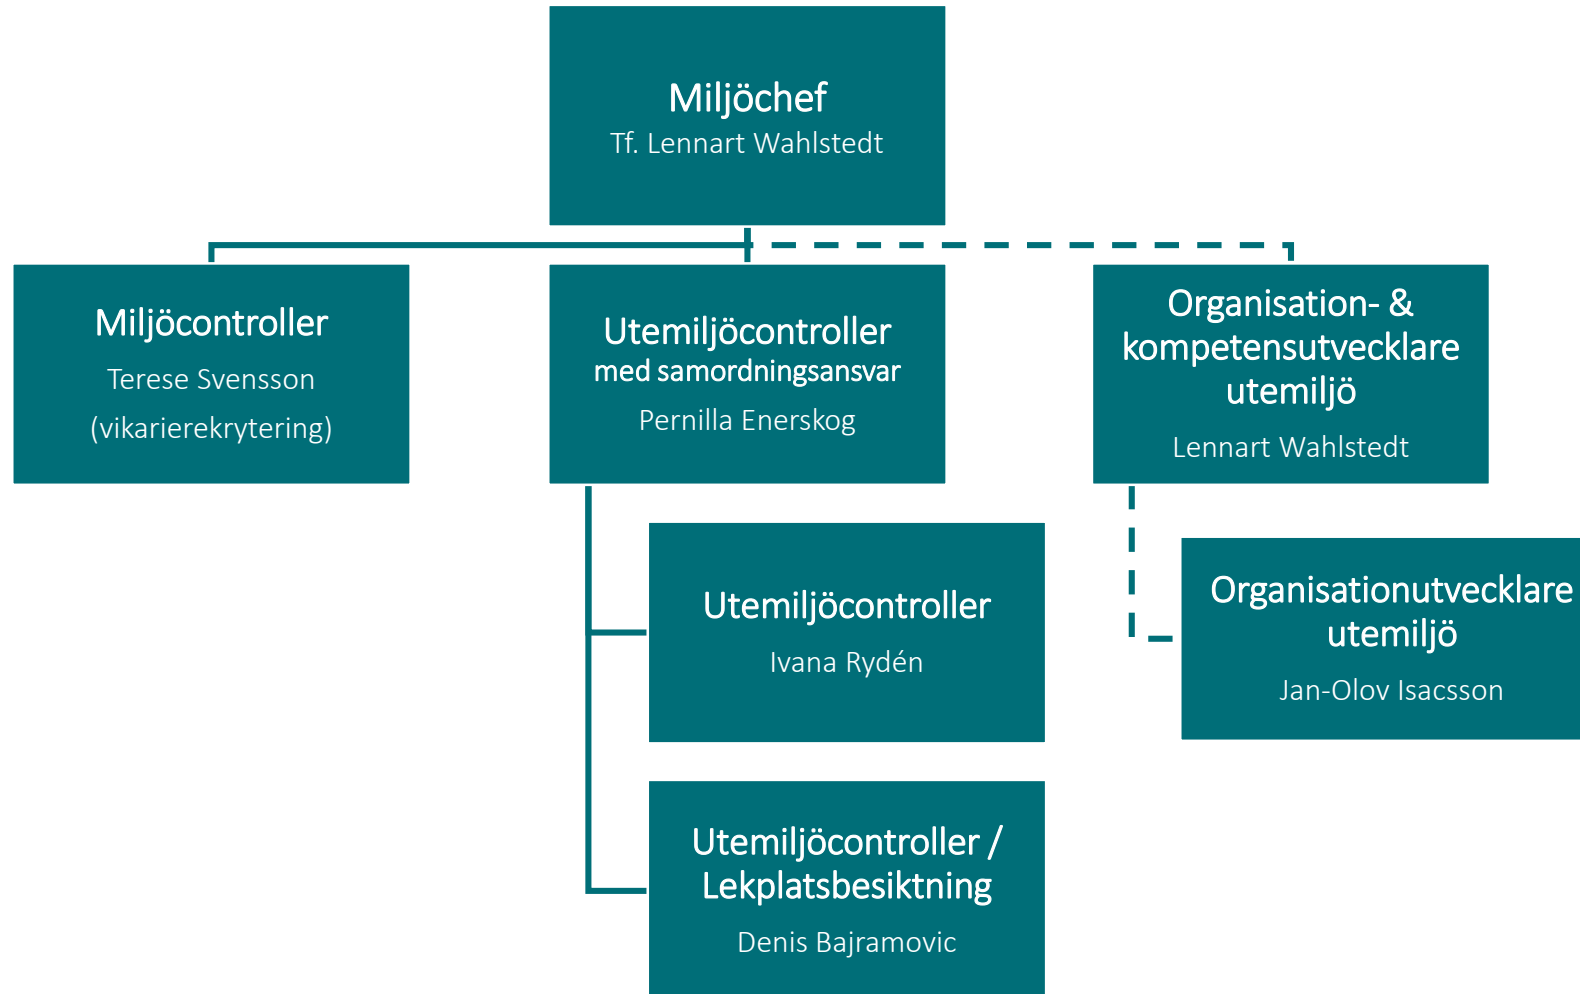 Miljöchef
Tf. Lennart Wahlstedt
Miljöcontroller
Terese Svensson
(vikarierekrytering)
Utemiljöcontroller
med samordningsansvar
Pernilla Enerskog
Organisation- &
kompetensutvecklare
utemiljö
Lennart Wahlstedt
Utemiljöcontroller
Ivana Rydén
Organisationutvecklare
utemiljö
Jan-Olov Isacsson
Utemiljöcontroller /
Lekplatsbesiktning
Denis Bajramovic